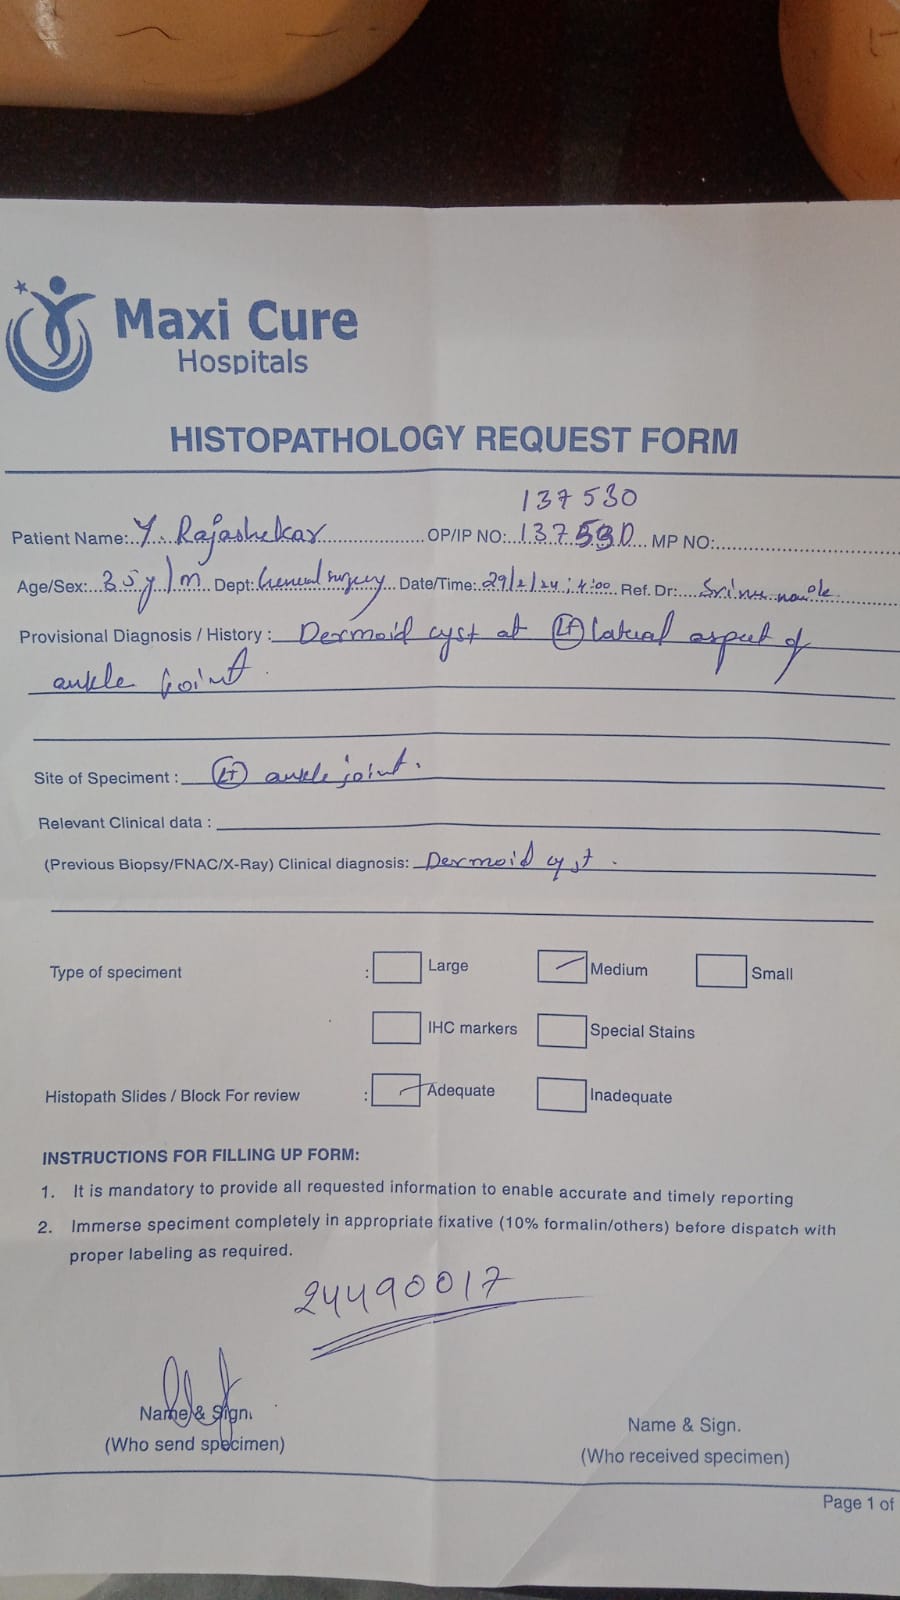 Maxi Cure
Hospitals
HISTOPATHOLOGY REQUEST FORM
137530
Patient Name: Y. Rajashekar OP/IP NO: 137530 MP NO:
Age/Sex: 35y/m Dept: General surgery Date/Time: 29/2/24; 4:00 Ref. Dr:
Provisional Diagnosis / History : Dermoid cyst at Lt lateral aspect of
ankle joint.
Site of Speciment : Lt ankle joint.
Relevant Clinical data :
(Previous Biopsy/FNAC/X-Ray) Clinical diagnosis: Dermoid cyst.
Type of speciment : Large Medium Small
IHC markers Special Stains
Histopath Slides / Block For review : Adequate Inadequate
INSTRUCTIONS FOR FILLING UP FORM:
1. It is mandatory to provide all requested information to enable accurate and timely reporting
2. Immerse speciment completely in appropriate fixative (10% formalin/others) before dispatch with
proper labeling as required.
24490017
Name & Sign.
(Who send specimen)
Name & Sign.
(Who received specimen)
Page 1 of